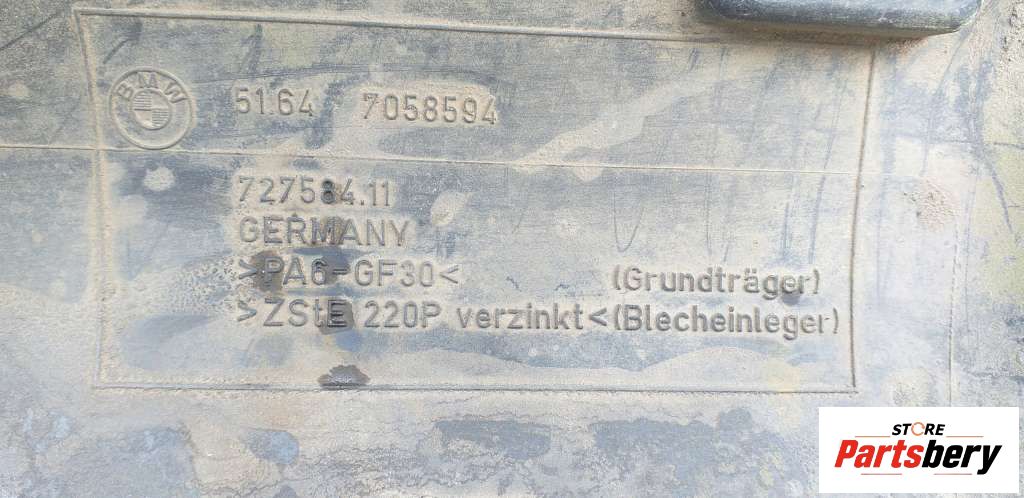 BMW 51.64 7058594
727584.11
GERMANY
>PA6-GF30< (Grundträger)
>ZStE 220P verzinkt<(Blecheinleger)
STORE
Partsbery